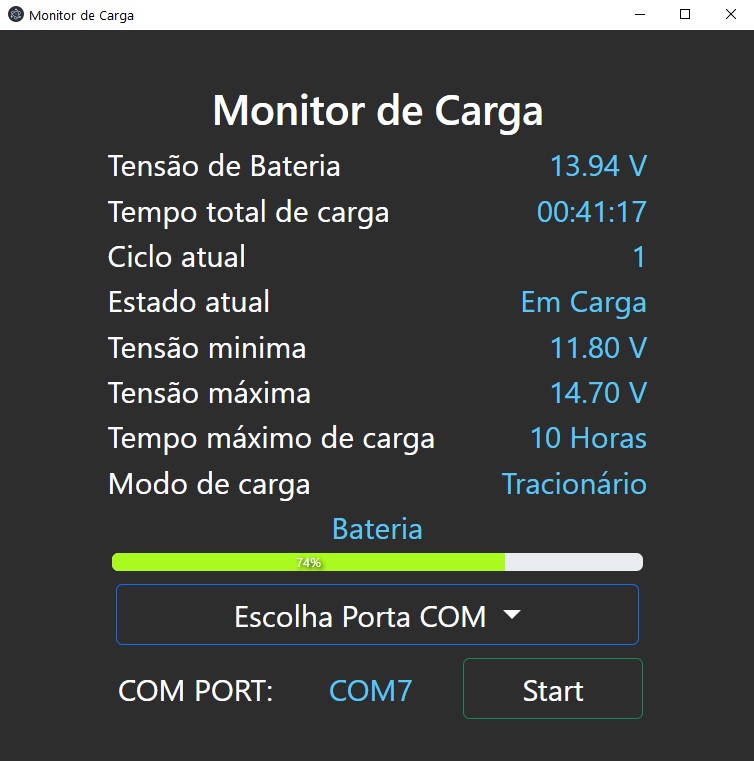 Monitor de Carga
Monitor de Carga
Tensão de Bateria 13.94 V
Tempo total de carga 00:41:17
Ciclo atual 1
Estado atual Em Carga
Tensão minima 11.80 V
Tensão máxima 14.70 V
Tempo máximo de carga 10 Horas
Modo de carga Tracionário
Bateria
74%
Escolha Porta COM
COM PORT: COM7 Start